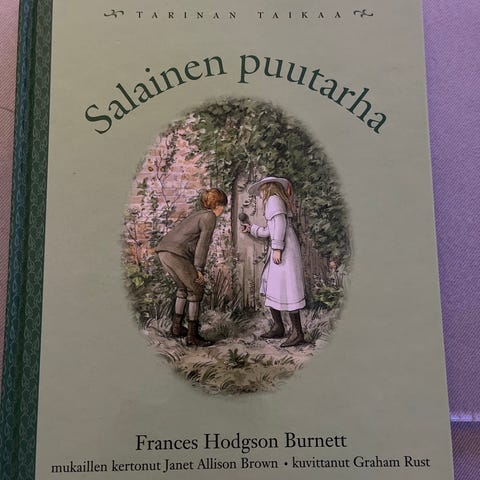 TARINAN TAIKAA
Salainen puutarha
Frances Hodgson Burnett
mukaillen kertonut Janet Allison Brown • kuvittanut Graham Rust